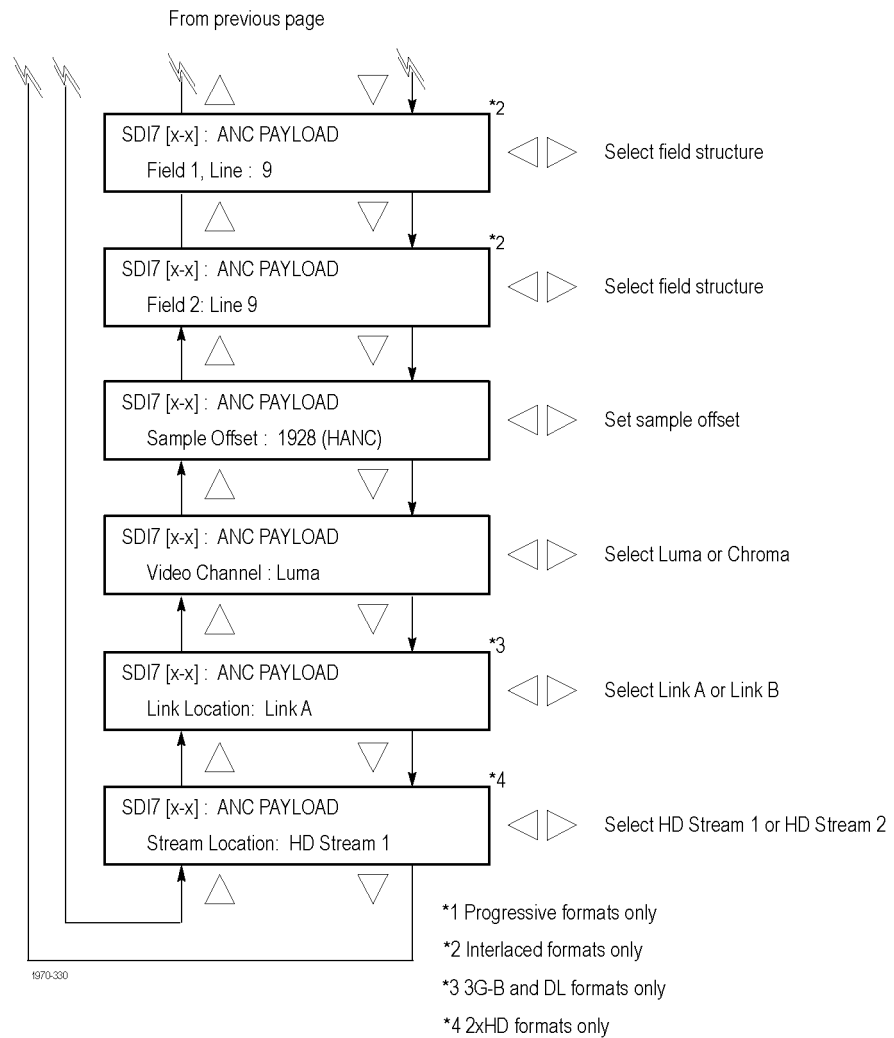 From previous page
*2
SDI7 [x-x] : ANC PAYLOAD
Field 1, Line : 9
Select field structure
*2
SDI7 [x-x] : ANC PAYLOAD
Field 2: Line 9
Select field structure
SDI7 [x-x] : ANC PAYLOAD
Sample Offset : 1928 (HANC)
Set sample offset
SDI7 [x-x] : ANC PAYLOAD
Video Channel : Luma
Select Luma or Chroma
*3
SDI7 [x-x] : ANC PAYLOAD
Link Location: Link A
Select Link A or Link B
*4
SDI7 [x-x] : ANC PAYLOAD
Stream Location: HD Stream 1
Select HD Stream 1 or HD Stream 2
*1 Progressive formats only
*2 Interlaced formats only
*3 3G-B and DL formats only
*4 2xHD formats only
1970-330